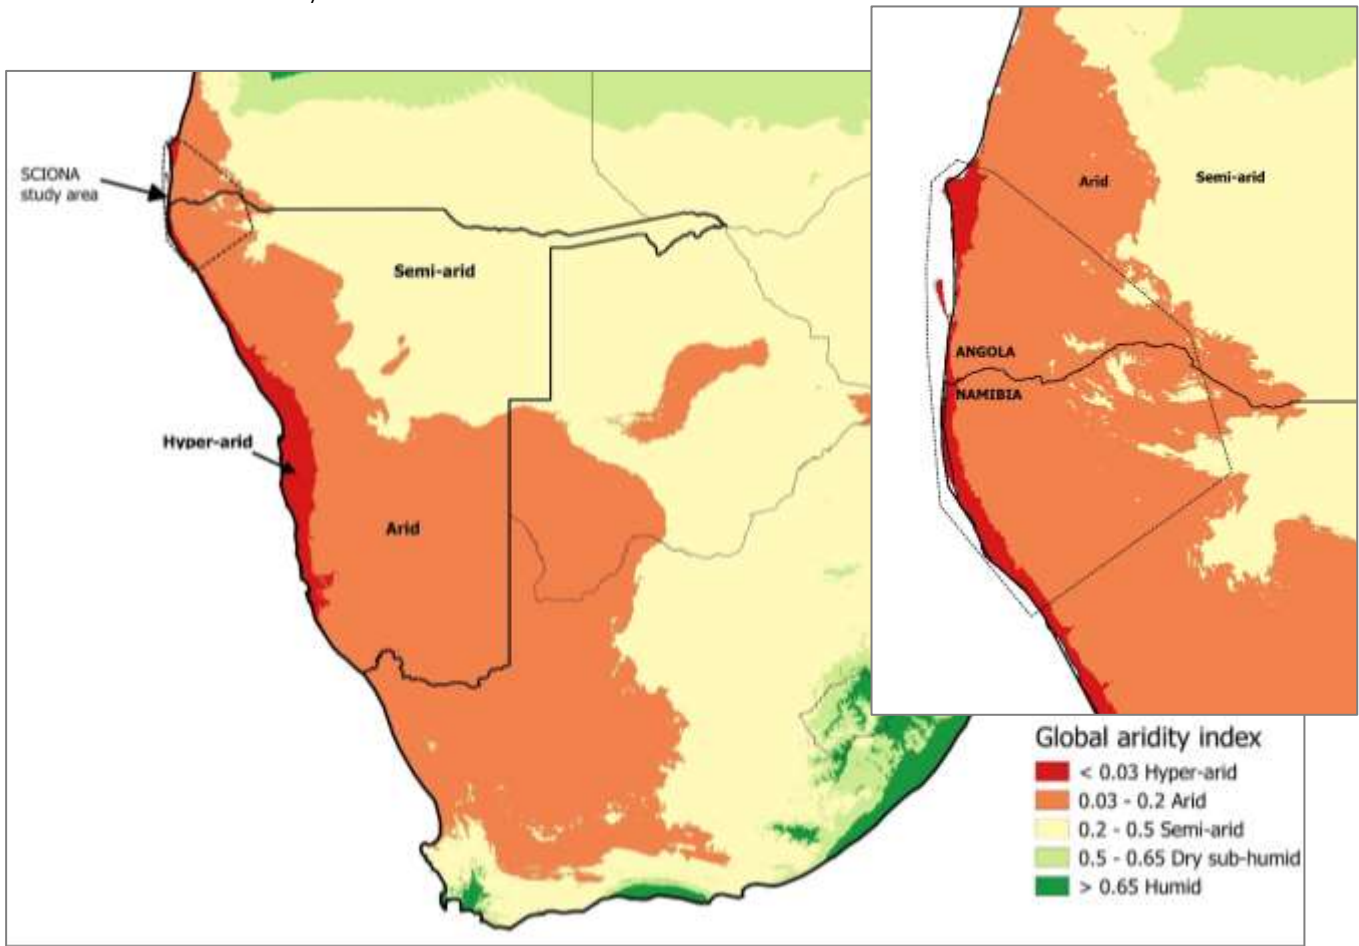 SCIONA
study area
Semi-arid
Hyper-arid
Arid
Arid
Semi-arid
ANGOLA
NAMIBIA
Global aridity index
< 0.03 Hyper-arid
0.03 - 0.2 Arid
0.2 - 0.5 Semi-arid
0.5 - 0.65 Dry sub-humid
> 0.65 Humid